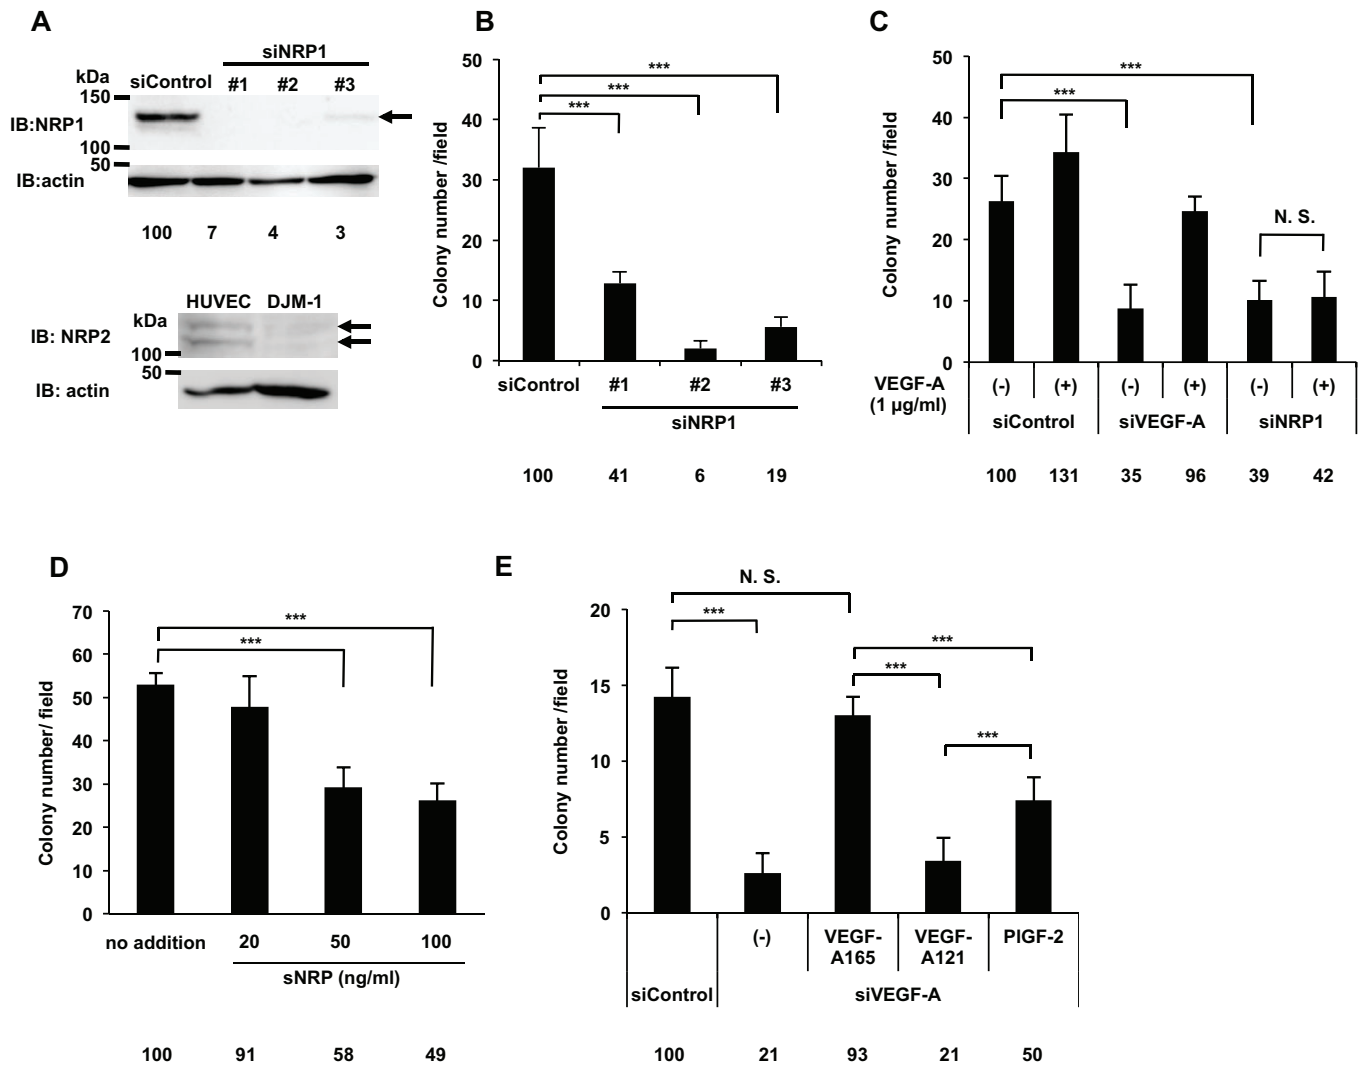 A
siNRP1
kDa siControl #1 #2 #3
150
IB:NRP1
100
50
IB:actin
100 7 4 3
HUVEC DJM-1
kDa
IB: NRP2
100
50
IB: actin
B
50
40
30
20
10
0
Colony number /field
***
***
***
siControl #1 #2 #3
siNRP1
100 41 6 19
C
50
40
30
20
10
0
Colony number /field
***
***
N. S.
VEGF-A (-) (+) (-) (+) (-) (+)
(1 µg/ml)
siControl siVEGF-A siNRP1
100 131 35 96 39 42
D
70
60
50
40
30
20
10
0
Colony number/ field
***
***
no addition 20 50 100
sNRP (ng/ml)
100 91 58 49
E
20
15
10
5
0
Colony number /field
N. S.
***
***
***
***
(-) VEGF- VEGF- PlGF-2
A165 A121
siControl siVEGF-A
100 21 93 21 50